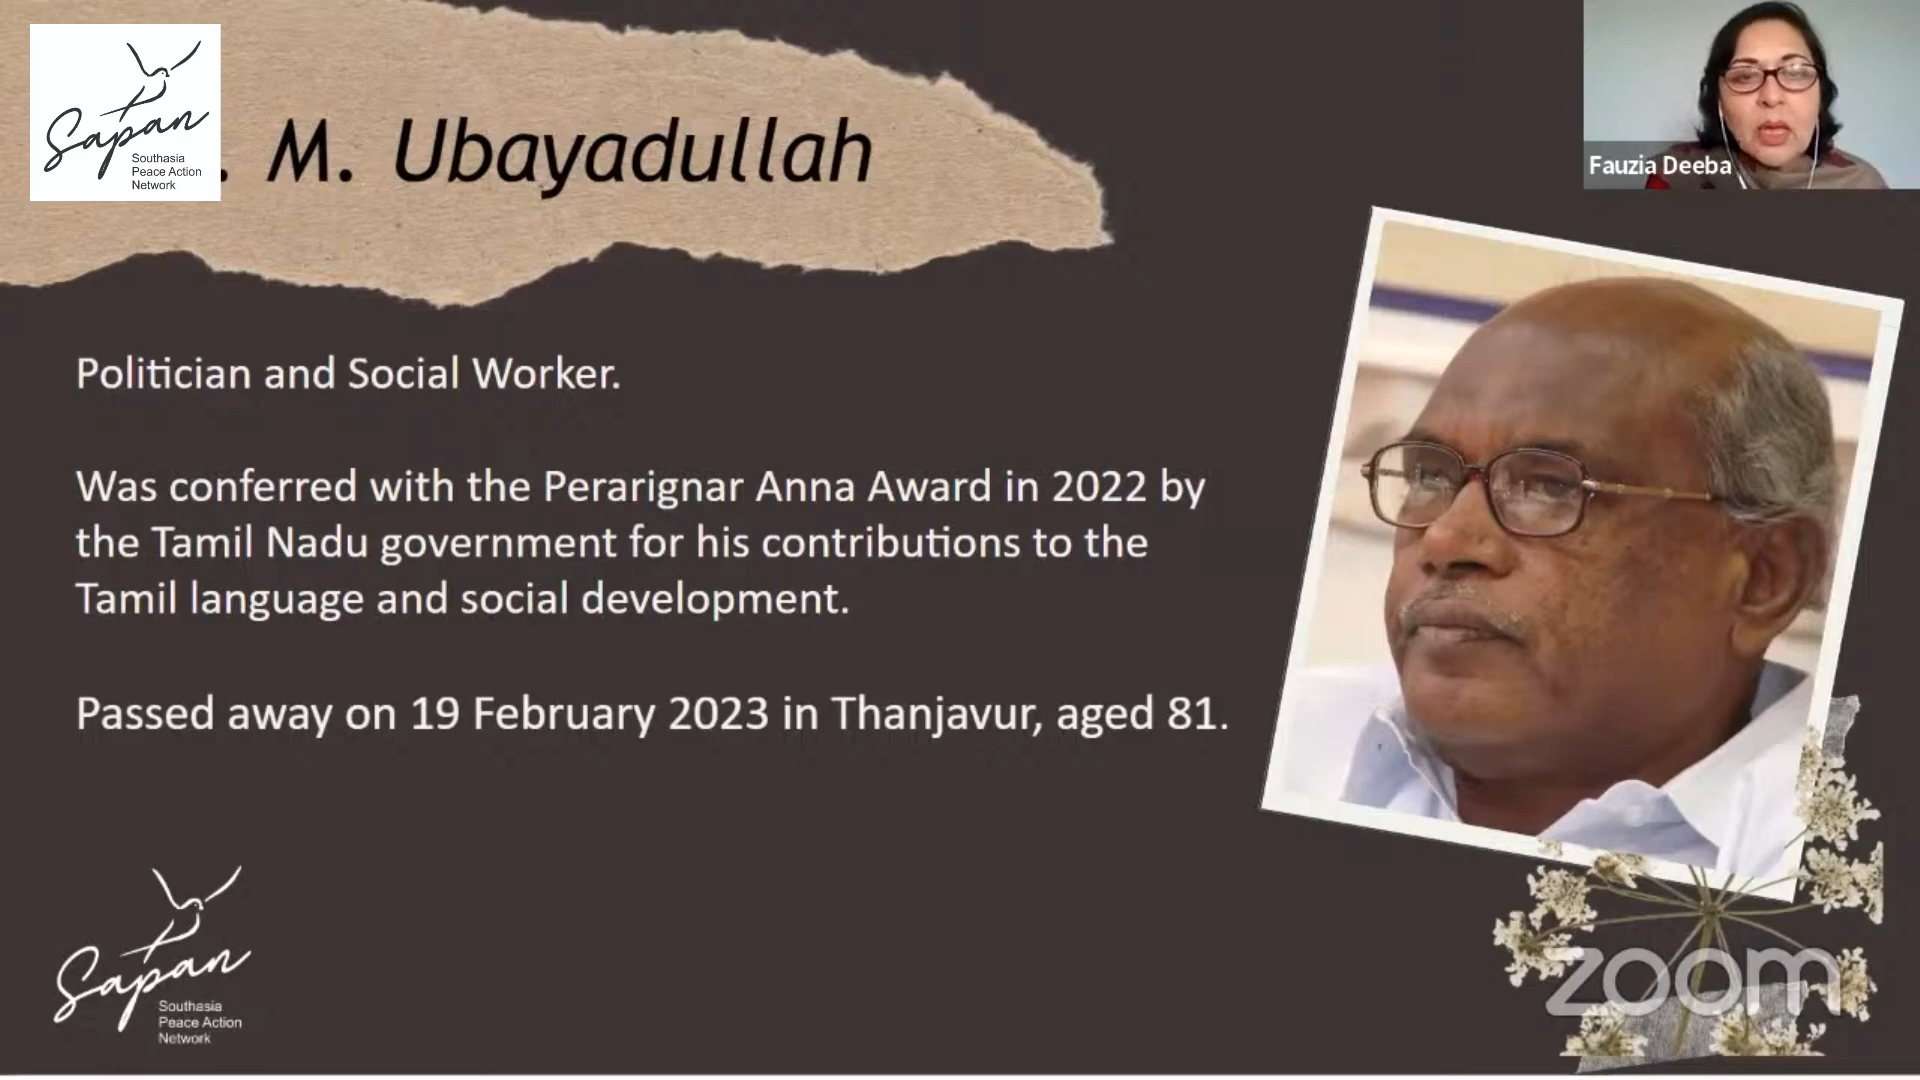 Sapan
Southasia
Peace Action
Network
. M. Ubayadullah
Fauzia Deeba
Politician and Social Worker.
Was conferred with the Perarignar Anna Award in 2022 by
the Tamil Nadu government for his contributions to the
Tamil language and social development.
Passed away on 19 February 2023 in Thanjavur, aged 81.
Sapan
Southasia
Peace Action
Network
zoom